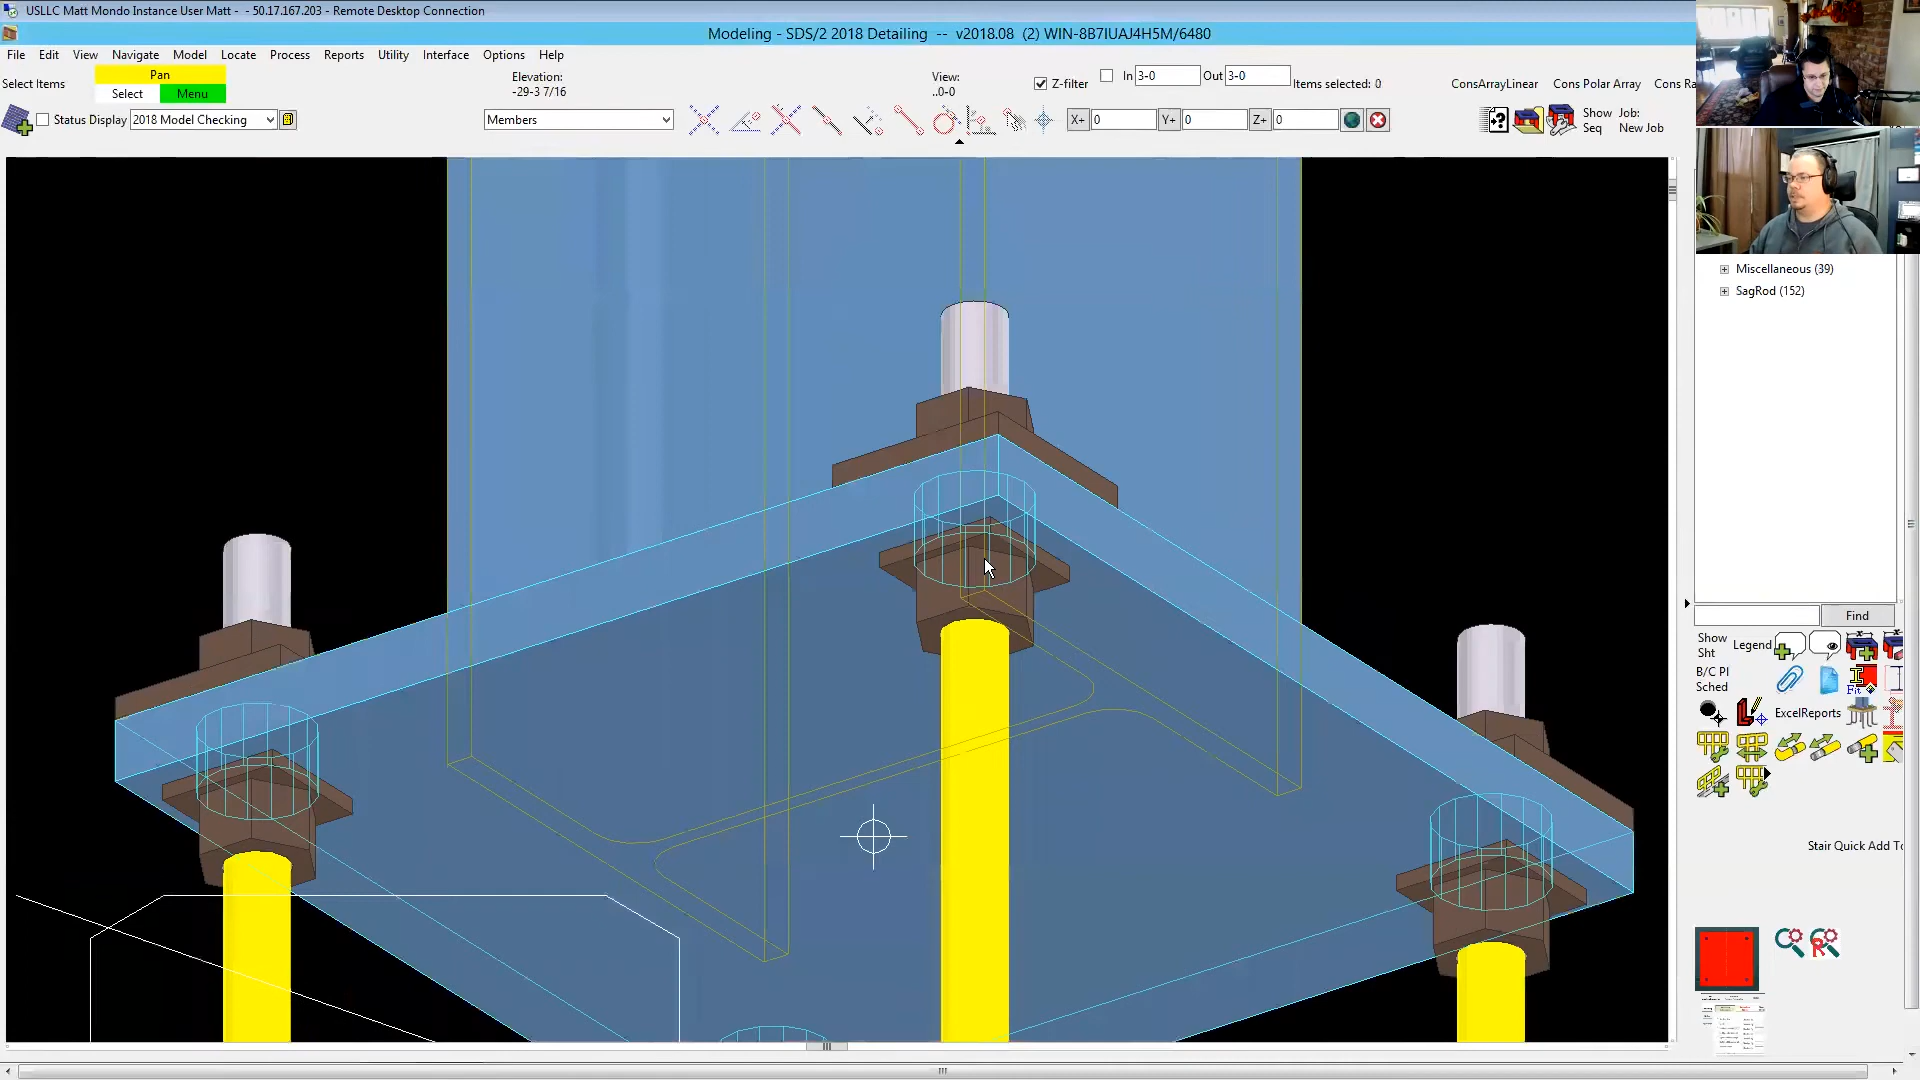 USLLC Matt Mondo Instance User Matt -  - 50.17.167.203 - Remote Desktop Connection
Modeling - SDS/2 2018 Detailing  --  v2018.08  (2) WIN-8B7IUAJ4H5M/6480
File Edit View Navigate Model Locate Process Reports Utility Interface Options Help
Select Items
Pan
Select Menu
Elevation:
-29-3 7/16
View:
..0-0
Z-filter In 3-0 Out 3-0 Items selected: 0
ConsArrayLinear Cons Polar Array Cons Ra
Status Display 2018 Model Checking
Members
X+ 0 Y+ 0 Z+ 0
Show
Seq
Job:
New Job
Miscellaneous (39)
SagRod (152)
Find
Show
Sht
Legend
B/C Pl
Sched
Fit
ExcelReports
Stair Quick Add To